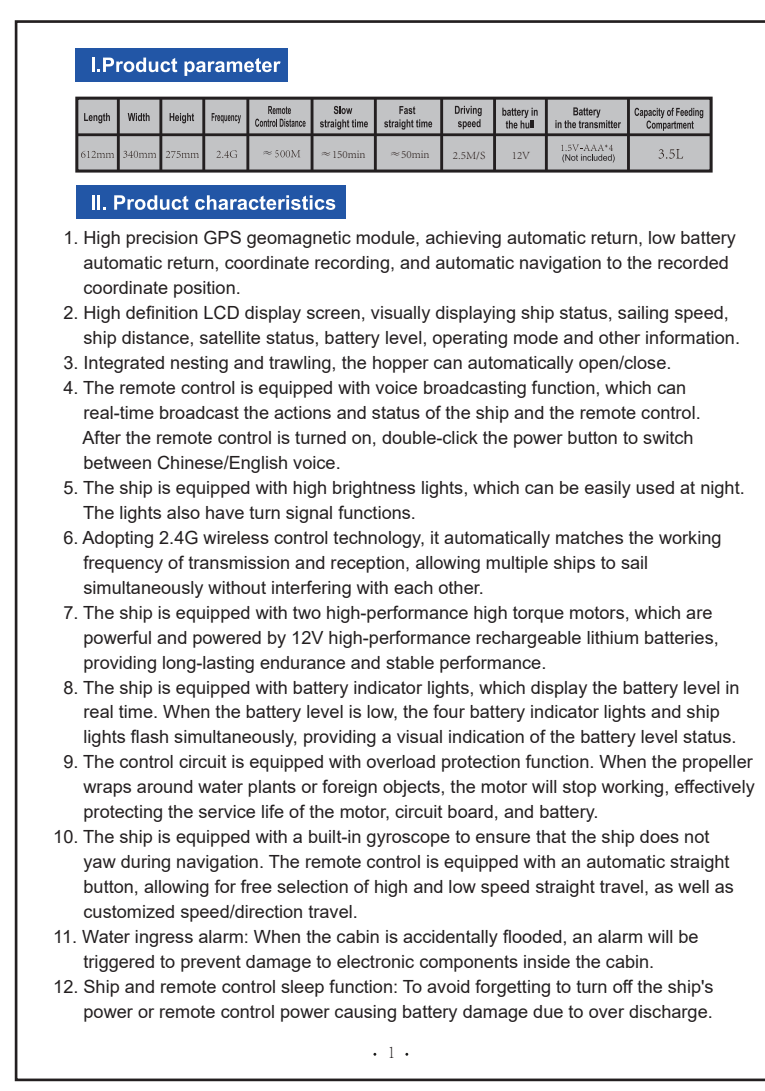 I.Product parameter
Length Width Height Frequency Remote Control Distance Slow straight time Fast straight time Driving speed battery in the hull Battery in the transmitter Capacity of Feeding Compartment
612mm 340mm 275mm 2.4G ≈500M ≈150min ≈50min 2.5M/S 12V 1.5V-AAA*4 (Not included) 3.5L
II. Product characteristics
1. High precision GPS geomagnetic module, achieving automatic return, low battery
automatic return, coordinate recording, and automatic navigation to the recorded
coordinate position.
2. High definition LCD display screen, visually displaying ship status, sailing speed,
ship distance, satellite status, battery level, operating mode and other information.
3. Integrated nesting and trawling, the hopper can automatically open/close.
4. The remote control is equipped with voice broadcasting function, which can
real-time broadcast the actions and status of the ship and the remote control.
After the remote control is turned on, double-click the power button to switch
between Chinese/English voice.
5. The ship is equipped with high brightness lights, which can be easily used at night.
The lights also have turn signal functions.
6. Adopting 2.4G wireless control technology, it automatically matches the working
frequency of transmission and reception, allowing multiple ships to sail
simultaneously without interfering with each other.
7. The ship is equipped with two high-performance high torque motors, which are
powerful and powered by 12V high-performance rechargeable lithium batteries,
providing long-lasting endurance and stable performance.
8. The ship is equipped with battery indicator lights, which display the battery level in
real time. When the battery level is low, the four battery indicator lights and ship
lights flash simultaneously, providing a visual indication of the battery level status.
9. The control circuit is equipped with overload protection function. When the propeller
wraps around water plants or foreign objects, the motor will stop working, effectively
protecting the service life of the motor, circuit board, and battery.
10. The ship is equipped with a built-in gyroscope to ensure that the ship does not
yaw during navigation. The remote control is equipped with an automatic straight
button, allowing for free selection of high and low speed straight travel, as well as
customized speed/direction travel.
11. Water ingress alarm: When the cabin is accidentally flooded, an alarm will be
triggered to prevent damage to electronic components inside the cabin.
12. Ship and remote control sleep function: To avoid forgetting to turn off the ship's
power or remote control power causing battery damage due to over discharge.
• 1 •